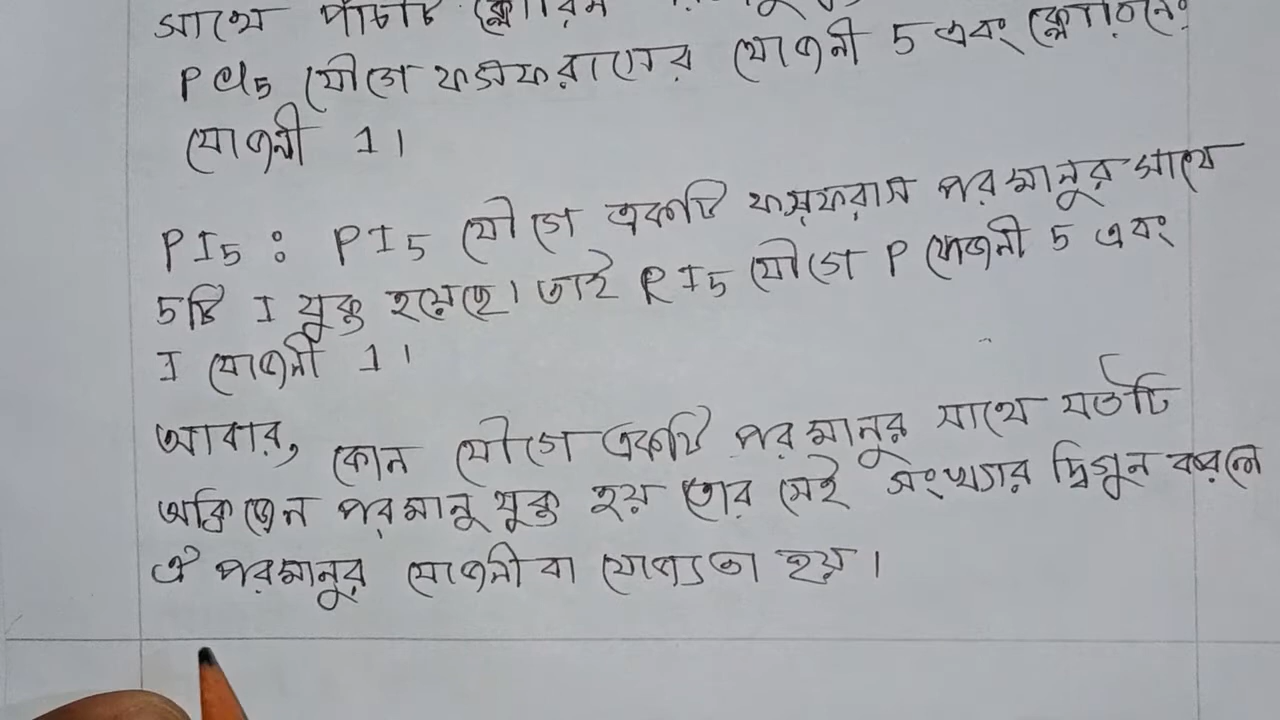 সাথে পাঁচটি ক্লোরিন
PCl5 যৌগে ফসফরাসের যোজনী 5 এবং ক্লোরিনের
যোজনী 1।
PI5 : PI5 যৌগে একটি ফসফরাস পরমানুর সাথে
5টি I যুক্ত হয়েছে। তাই PI5 যৌগে P যোজনী 5 এবং
I যোজনী 1।
আবার, কোন যৌগে একটি পরমানুর সাথে যতটি
অক্সিজেন পরমানু যুক্ত হয় তার সেই সংখ্যার দ্বিগুন করলে
ঐ পরমানুর যোজনী বা যোজ্যতা হয়।